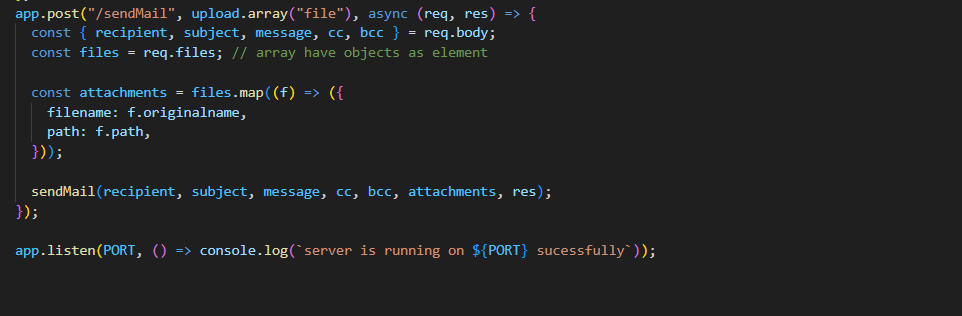 app.post("/sendMail", upload.array("file"), async (req, res) => {
  const { recipient, subject, message, cc, bcc } = req.body;
  const files = req.files; // array have objects as element

  const attachments = files.map((f) => ({
    filename: f.originalname,
    path: f.path,
  }));

  sendMail(recipient, subject, message, cc, bcc, attachments, res);
});

app.listen(PORT, () => console.log(`server is running on ${PORT} sucessfully`));